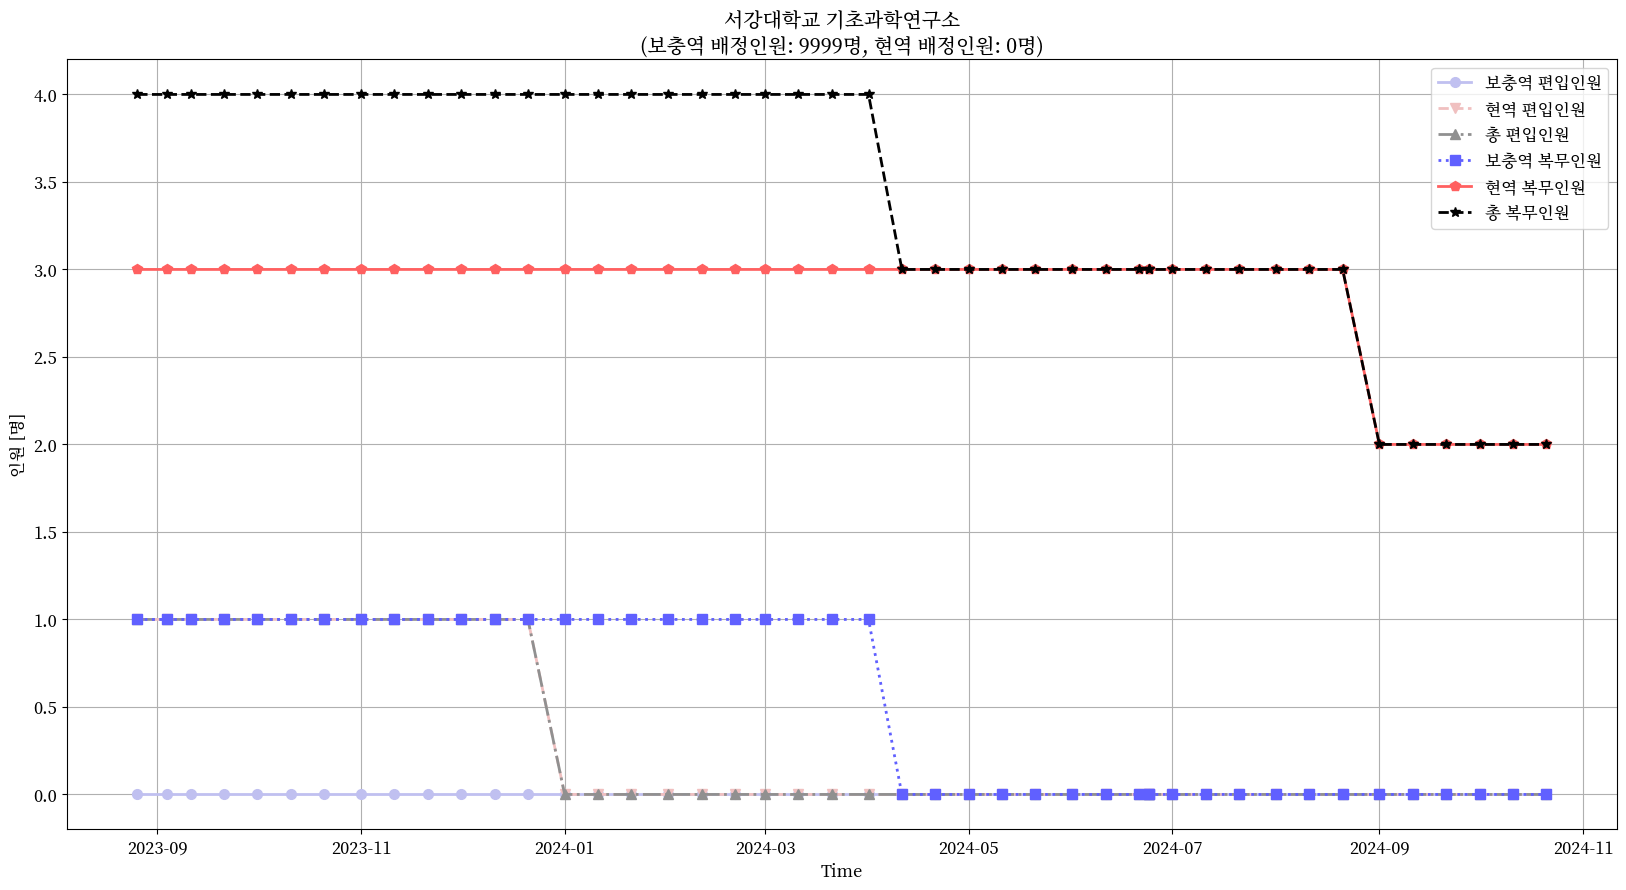 서강대학교 기초과학연구소
(보충역 배정인원: 9999명, 현역 배정인원: 0명)
보충역 편입인원
현역 편입인원
총 편입인원
보충역 복무인원
현역 복무인원
총 복무인원
인원 [명]
4.0
3.5
3.0
2.5
2.0
1.5
1.0
0.5
0.0
2023-09
2023-11
2024-01
2024-03
2024-05
2024-07
2024-09
2024-11
Time